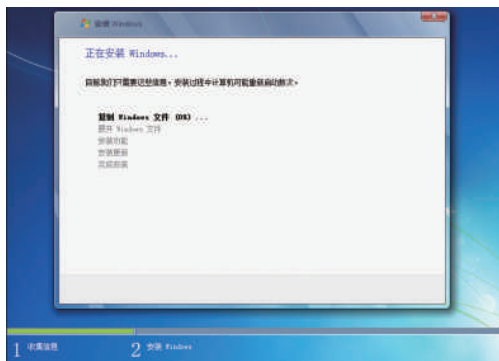 安装 Windows
正在安装 Windows...
目前我们只需要这些信息。安装过程中计算机可能重新启动数次。
复制 Windows 文件 (0%) ...
展开 Windows 文件
安装功能
安装更新
完成安装
1 收集信息
2 安装 Windows